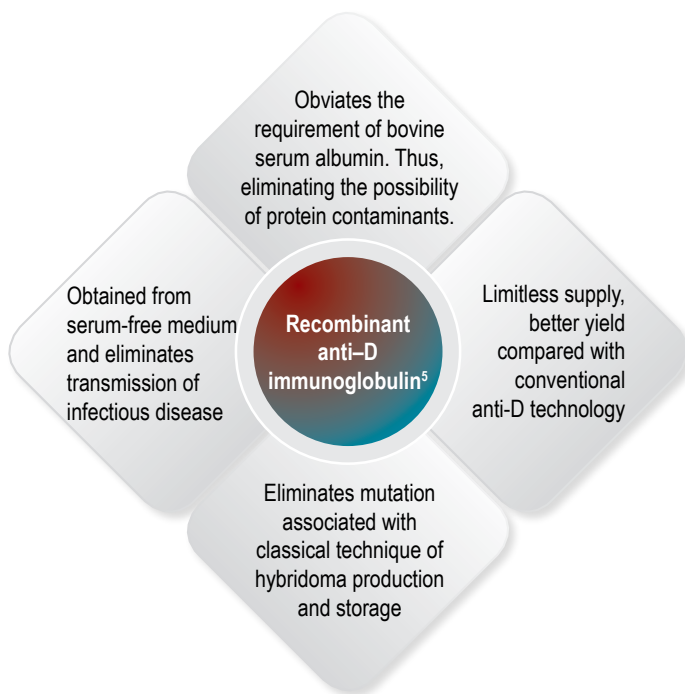 Obviates the
requirement of bovine
serum albumin. Thus,
eliminating the possibility
of protein contaminants.
Obtained from
serum-free medium
and eliminates
transmission of
infectious disease
Recombinant
anti–D
immunoglobulin⁵
Limitless supply,
better yield
compared with
conventional
anti-D technology
Eliminates mutation
associated with
classical technique of
hybridoma production
and storage